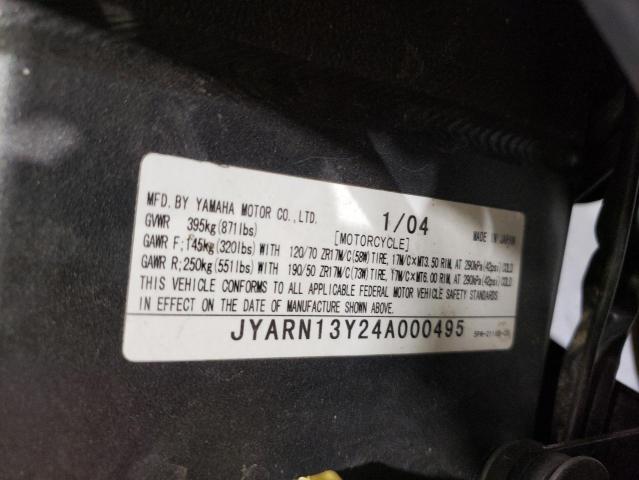 MFD. BY YAMAHA MOTOR CO., LTD. 1/04 MADE IN JAPAN
GVWR 395kg(871lbs) [MOTORCYCLE]
GAWR F;145kg(320lbs)WITH 120/70 ZR17M/C(58W)TIRE, 17M/C×MT3.50 RIM, AT 290kPa(42psi)COLD
GAWR R;250kg(551lbs)WITH 190/50 ZR17M/C(73W)TIRE, 17M/C×MT6.00 RIM, AT 290kPa(42psi)COLD
THIS VEHICLE CONFORMS TO ALL APPLICABLE FEDERAL MOTOR VEHICLE SAFETY STANDARDS
IN EFFECT ON THE DATE OF MANUFACTURE SHOWN ABOVE.
JYARN13Y24A000495